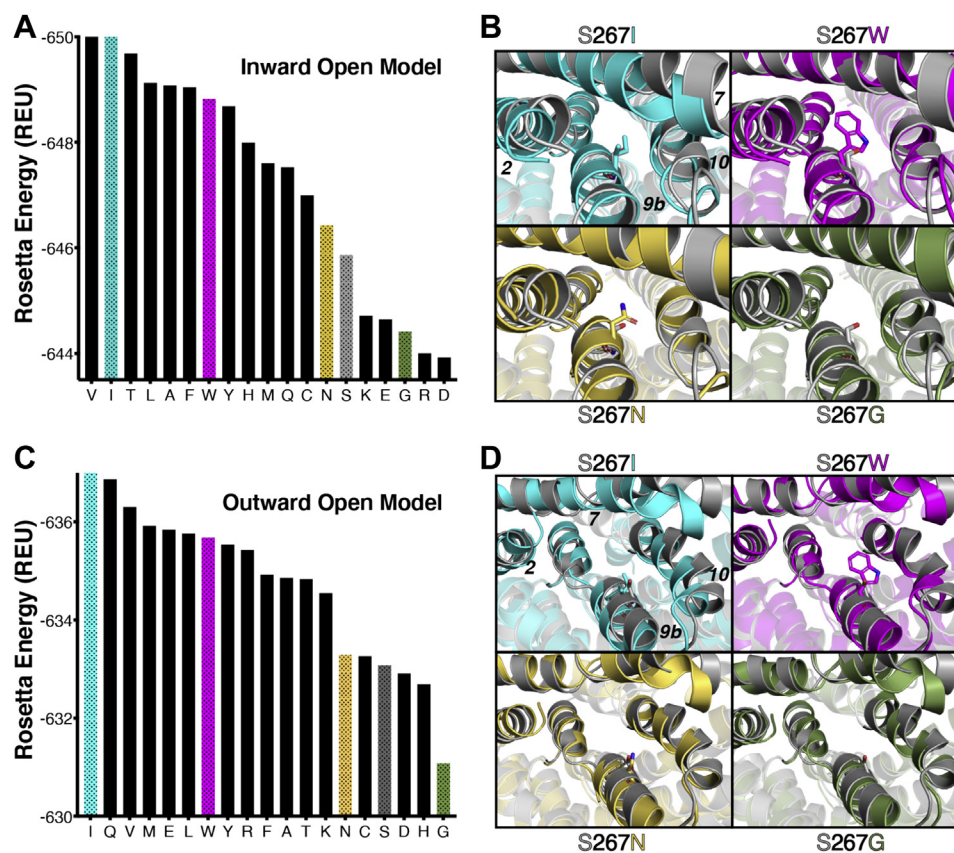 A
Rosetta Energy (REU)
-650
-648
-646
-644
Inward Open Model
V I T L A F W Y H M Q C N S K E G R D
B
S267I
S267W
2
7
9b
10
S267N
S267G
C
Rosetta Energy (REU)
-636
-634
-632
-630
Outward Open Model
I Q V M E L W Y R F A T K N C S D H G
D
S267I
S267W
7
2
10
9b
S267N
S267G